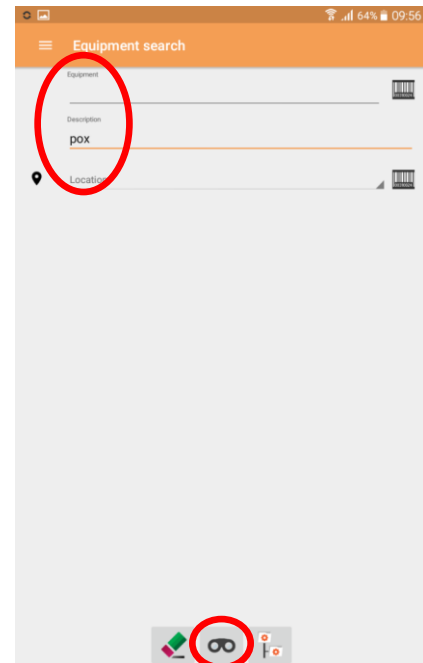 64% 09:56
Equipment search
Equipment
Description
pox
Location